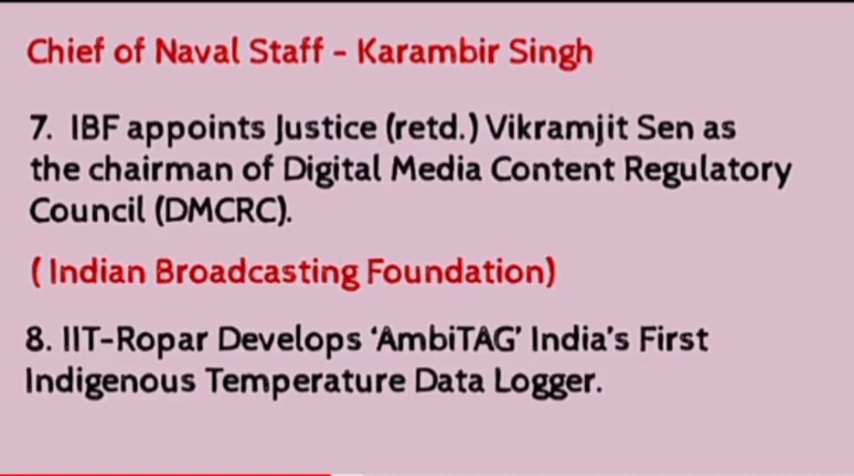 Chief of Naval Staff - Karambir Singh
7. IBF appoints Justice (retd.) Vikramjit Sen as
the chairman of Digital Media Content Regulatory
Council (DMCRC).
( Indian Broadcasting Foundation)
8. IIT-Ropar Develops ‘AmbiTAG’ India's First
Indigenous Temperature Data Logger.